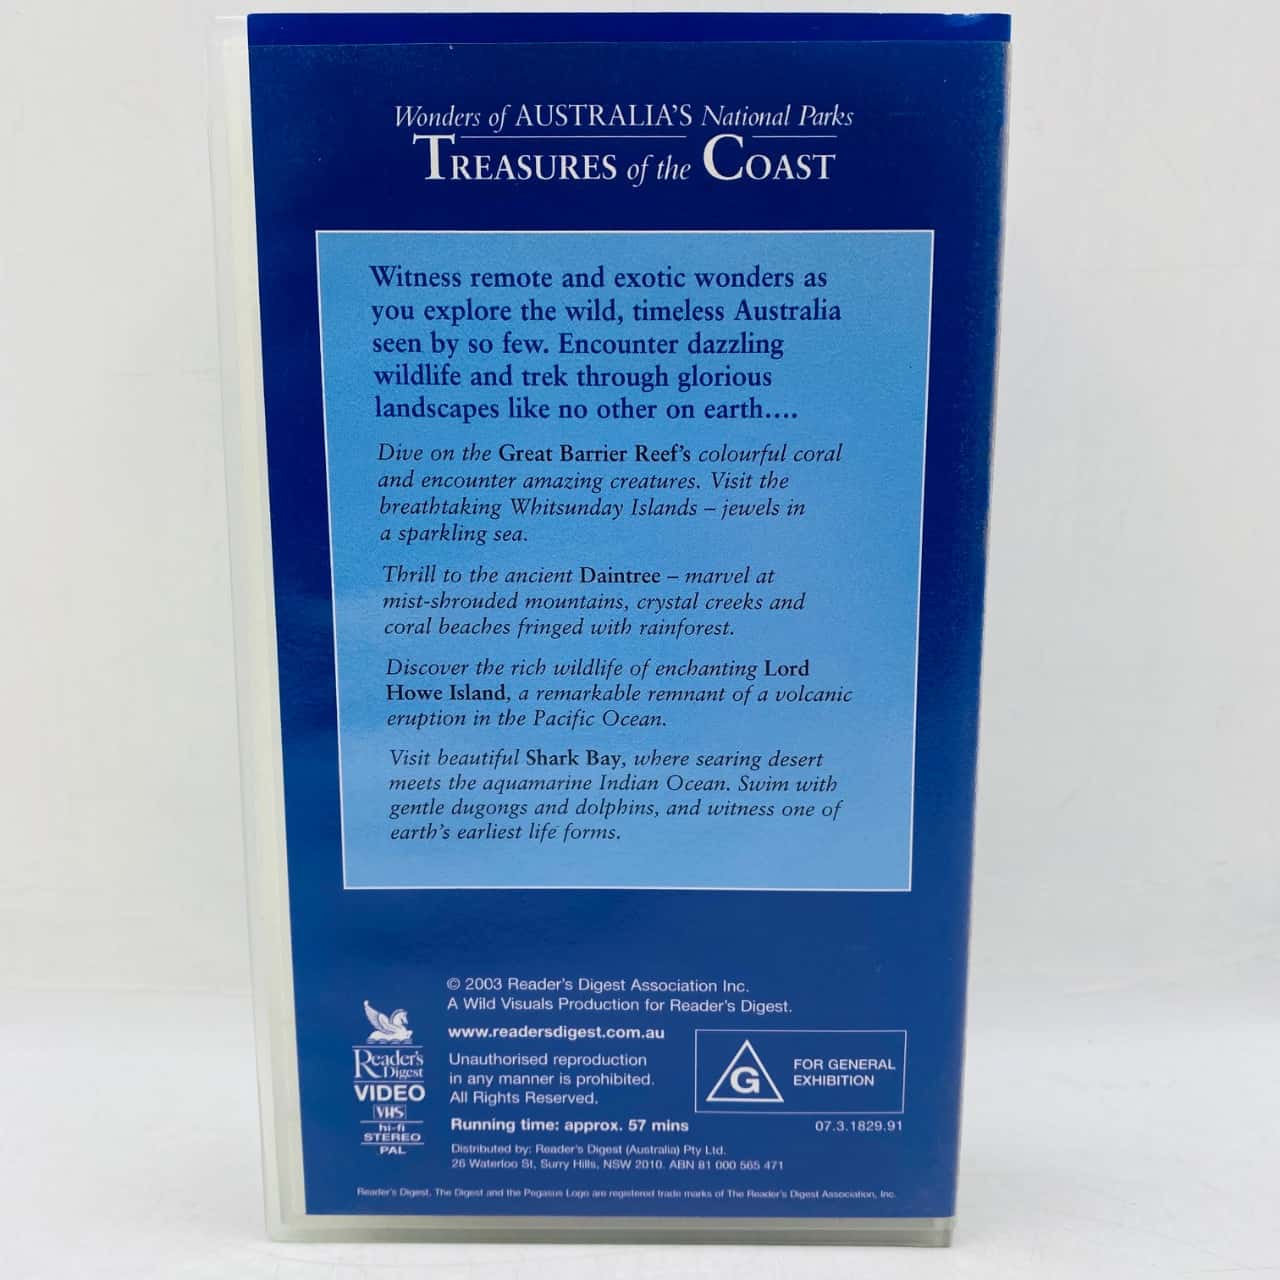 Wonders of AUSTRALIA'S National Parks
TREASURES of the COAST
Witness remote and exotic wonders as
you explore the wild, timeless Australia
seen by so few. Encounter dazzling
wildlife and trek through glorious
landscapes like no other on earth....
Dive on the Great Barrier Reef's colourful coral
and encounter amazing creatures. Visit the
breathtaking Whitsunday Islands – jewels in
a sparkling sea.
Thrill to the ancient Daintree – marvel at
mist-shrouded mountains, crystal creeks and
coral beaches fringed with rainforest.
Discover the rich wildlife of enchanting Lord
Howe Island, a remarkable remnant of a volcanic
eruption in the Pacific Ocean.
Visit beautiful Shark Bay, where searing desert
meets the aquamarine Indian Ocean. Swim with
gentle dugongs and dolphins, and witness one of
earth's earliest life forms.
© 2003 Reader's Digest Association Inc.
A Wild Visuals Production for Reader's Digest.
www.readersdigest.com.au
Unauthorised reproduction
in any manner is prohibited.
All Rights Reserved.
Running time: approx. 57 mins
Distributed by: Reader's Digest (Australia) Pty Ltd.
26 Waterloo St, Surry Hills, NSW 2010. ABN 81 000 565 471
Reader's
Digest
VIDEO
VHS
hi-fi
STEREO
PAL
G
FOR GENERAL
EXHIBITION
07.3.1829.91
Reader's Digest, The Digest and the Pegasus Logo are registered trade marks of The Reader's Digest Association, Inc.